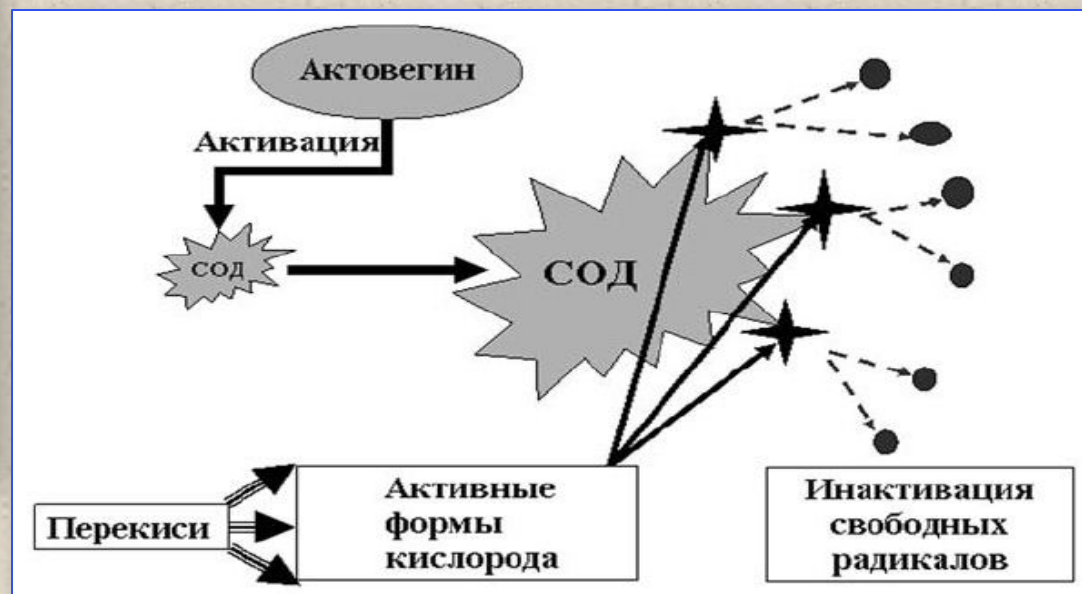 Актовегин
Активация
СОД
СОД
Перекиси
Активные
формы
кислорода
Инактивация
свободных
радикалов